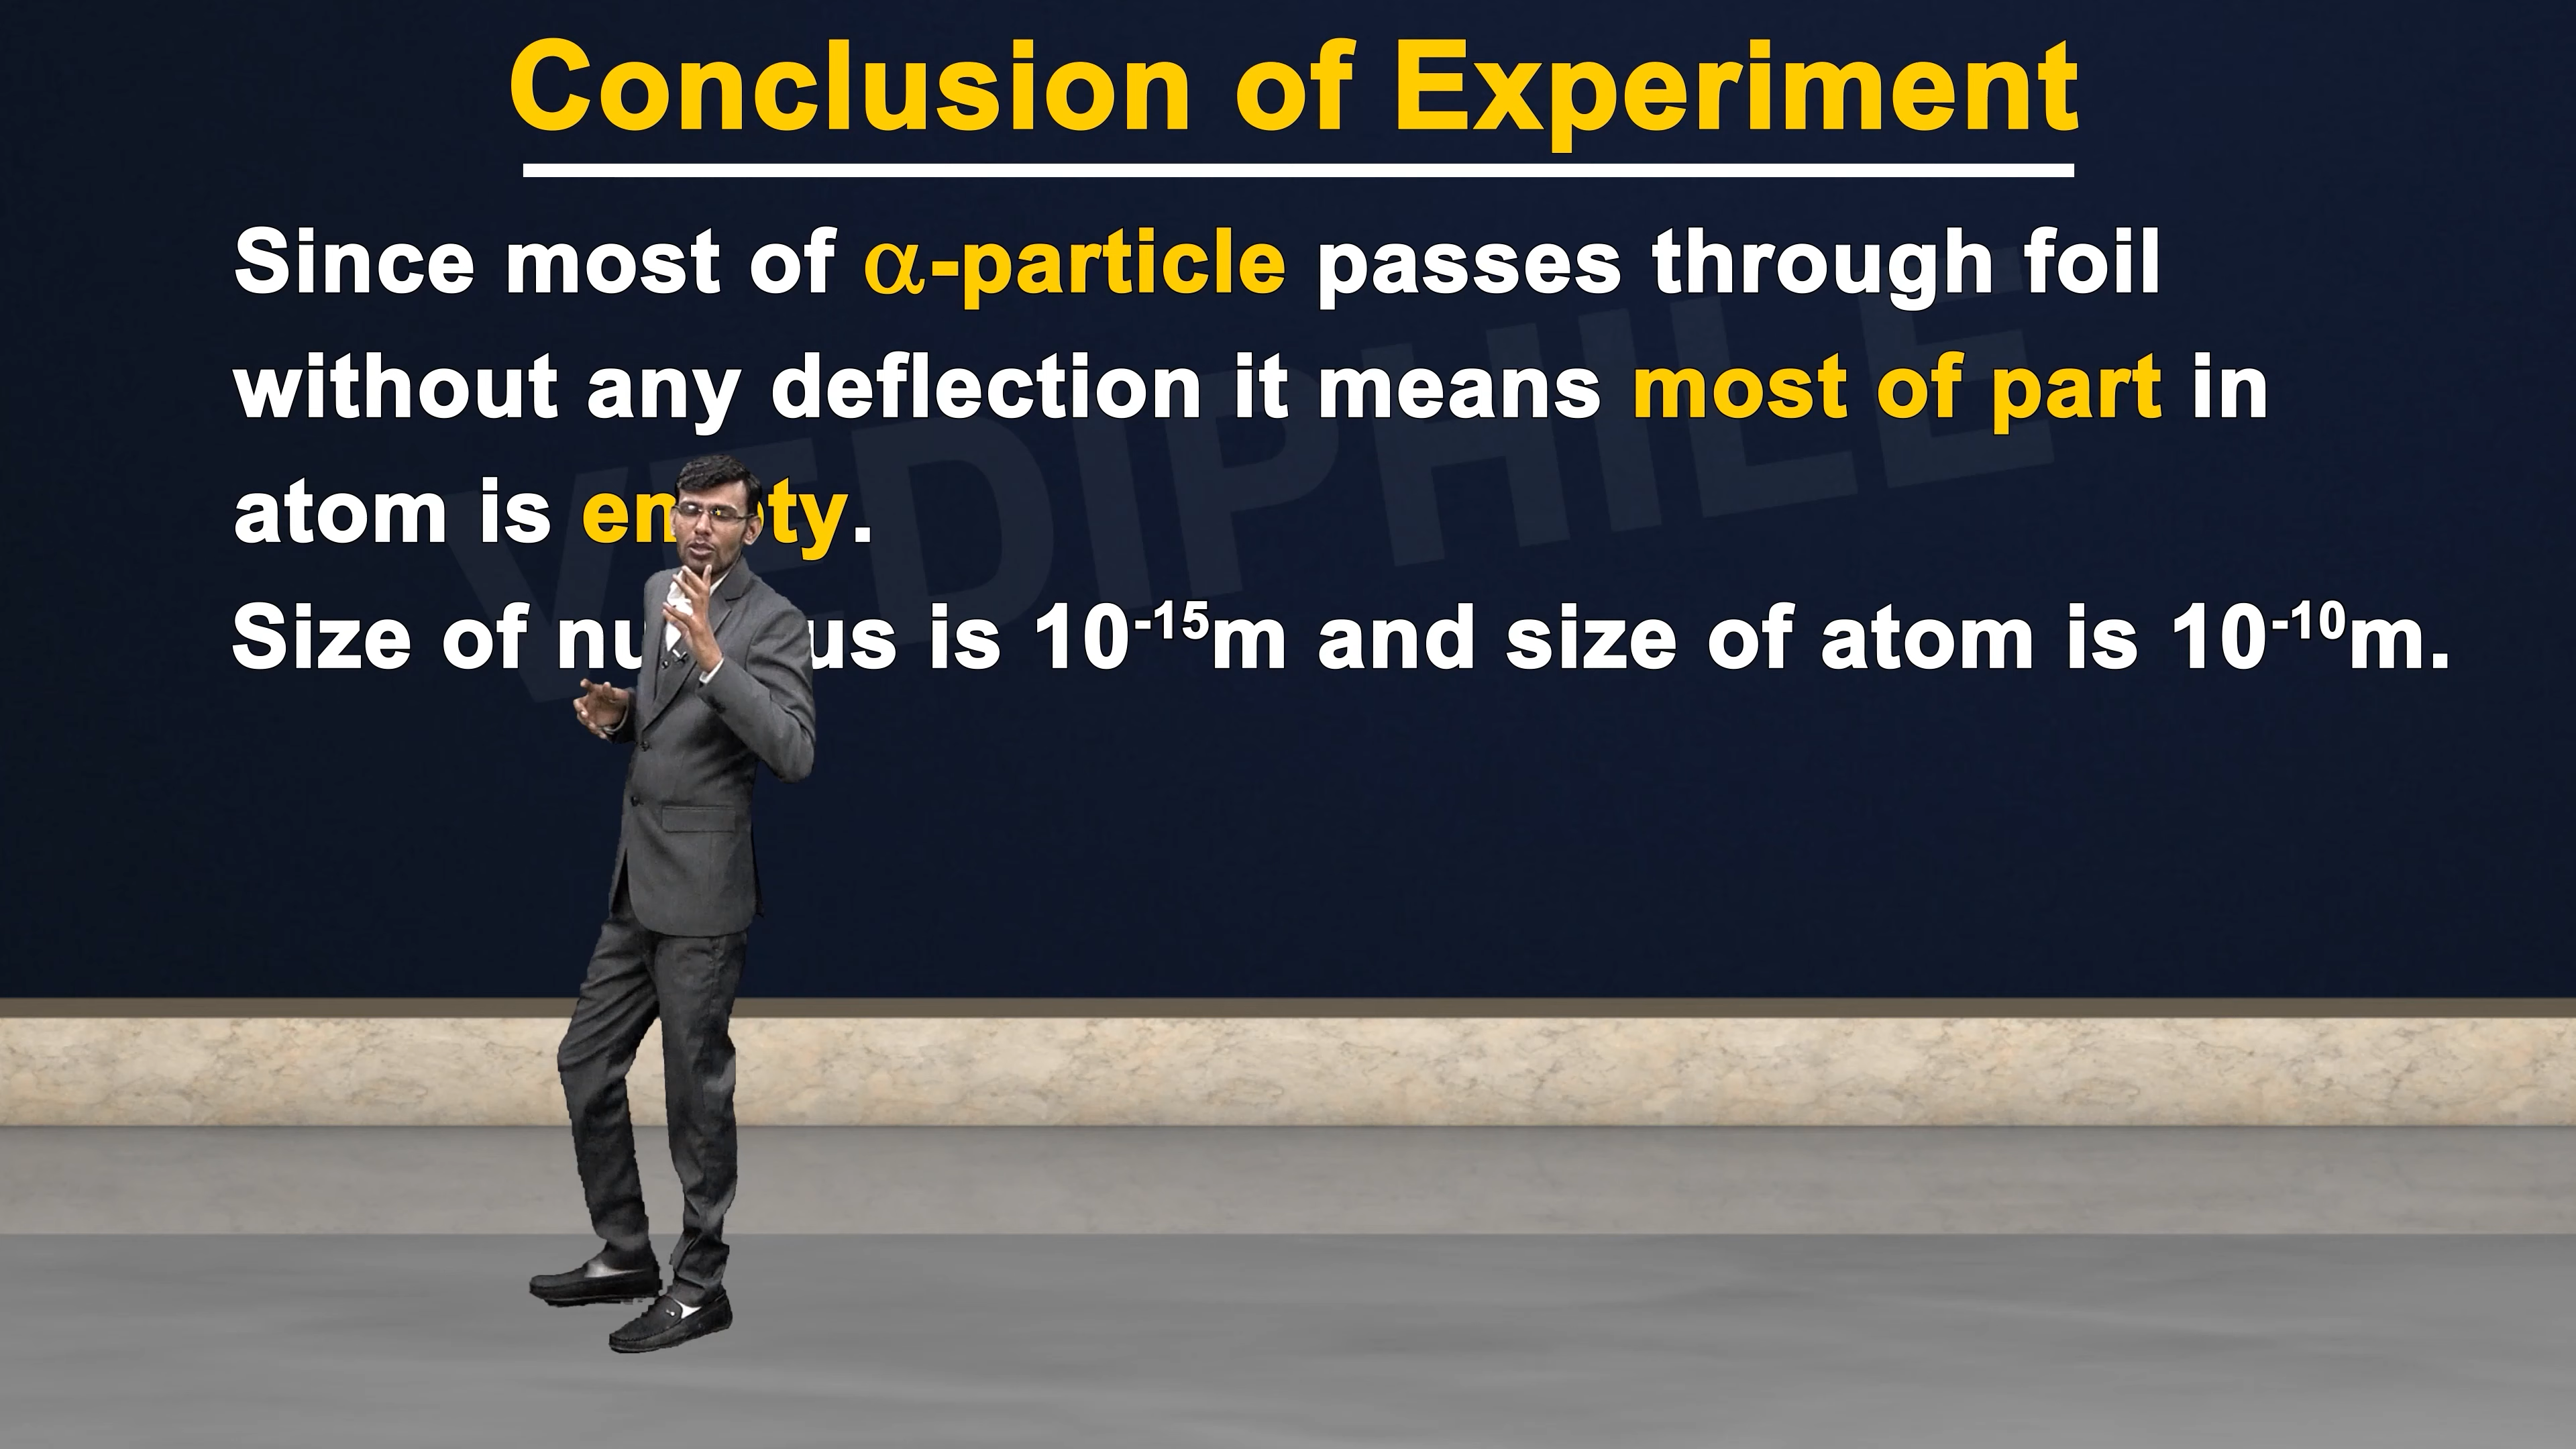 Conclusion of Experiment
Since most of α-particle passes through foil
without any deflection it means most of part in
atom is .
Size of is 10⁻¹⁵m and size of atom is 10⁻¹⁰m.
VEDIPHILE